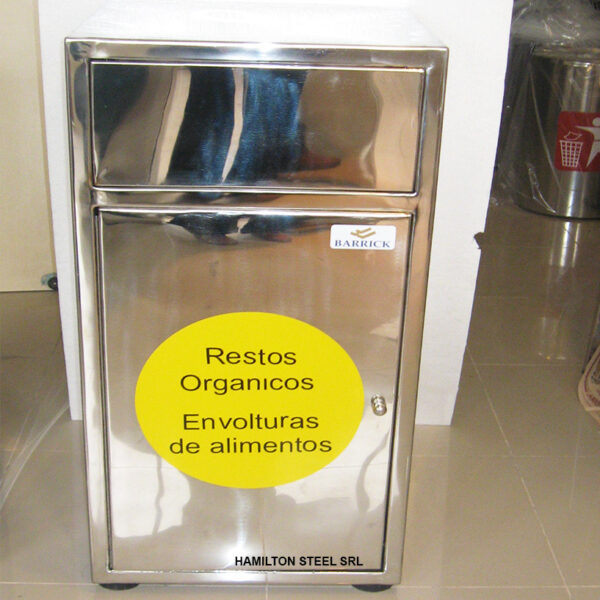 BARRICK
Restos
Organicos
Envolturas
de alimentos
HAMILTON STEEL SRL